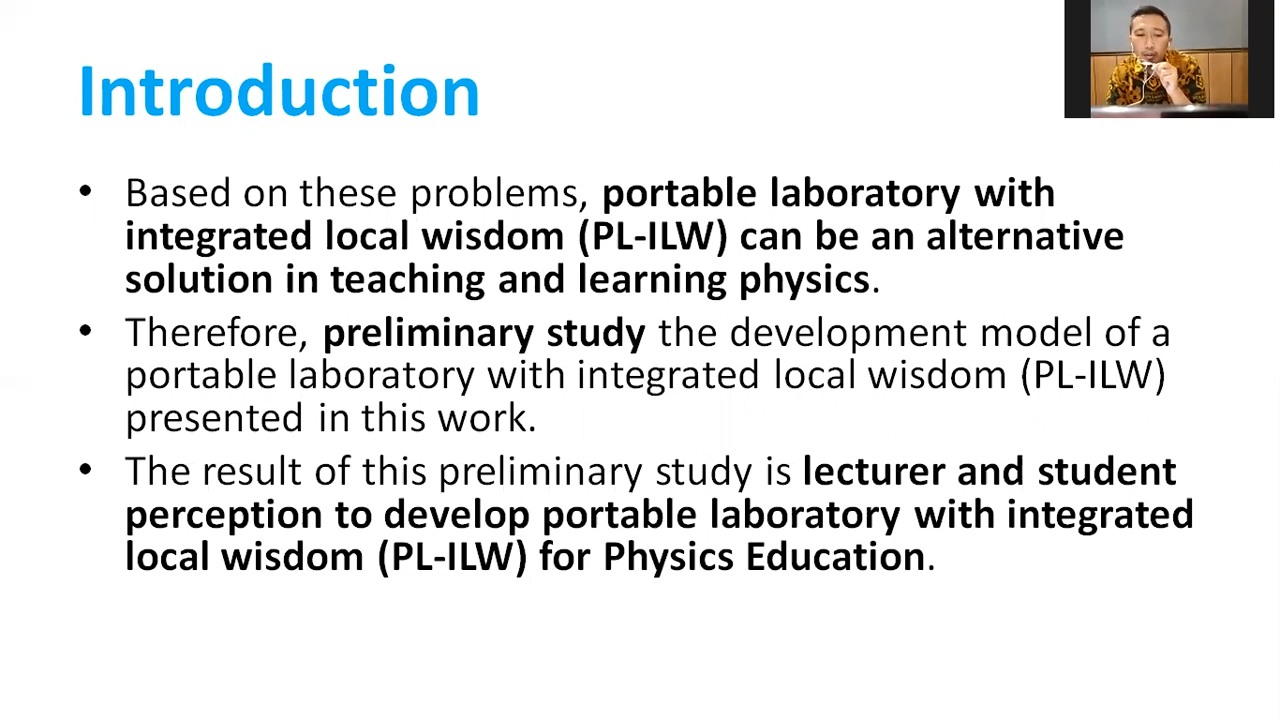 Introduction
• Based on these problems, portable laboratory with
integrated local wisdom (PL-ILW) can be an alternative
solution in teaching and learning physics.
• Therefore, preliminary study the development model of a
portable laboratory with integrated local wisdom (PL-ILW)
presented in this work.
• The result of this preliminary study is lecturer and student
perception to develop portable laboratory with integrated
local wisdom (PL-ILW) for Physics Education.